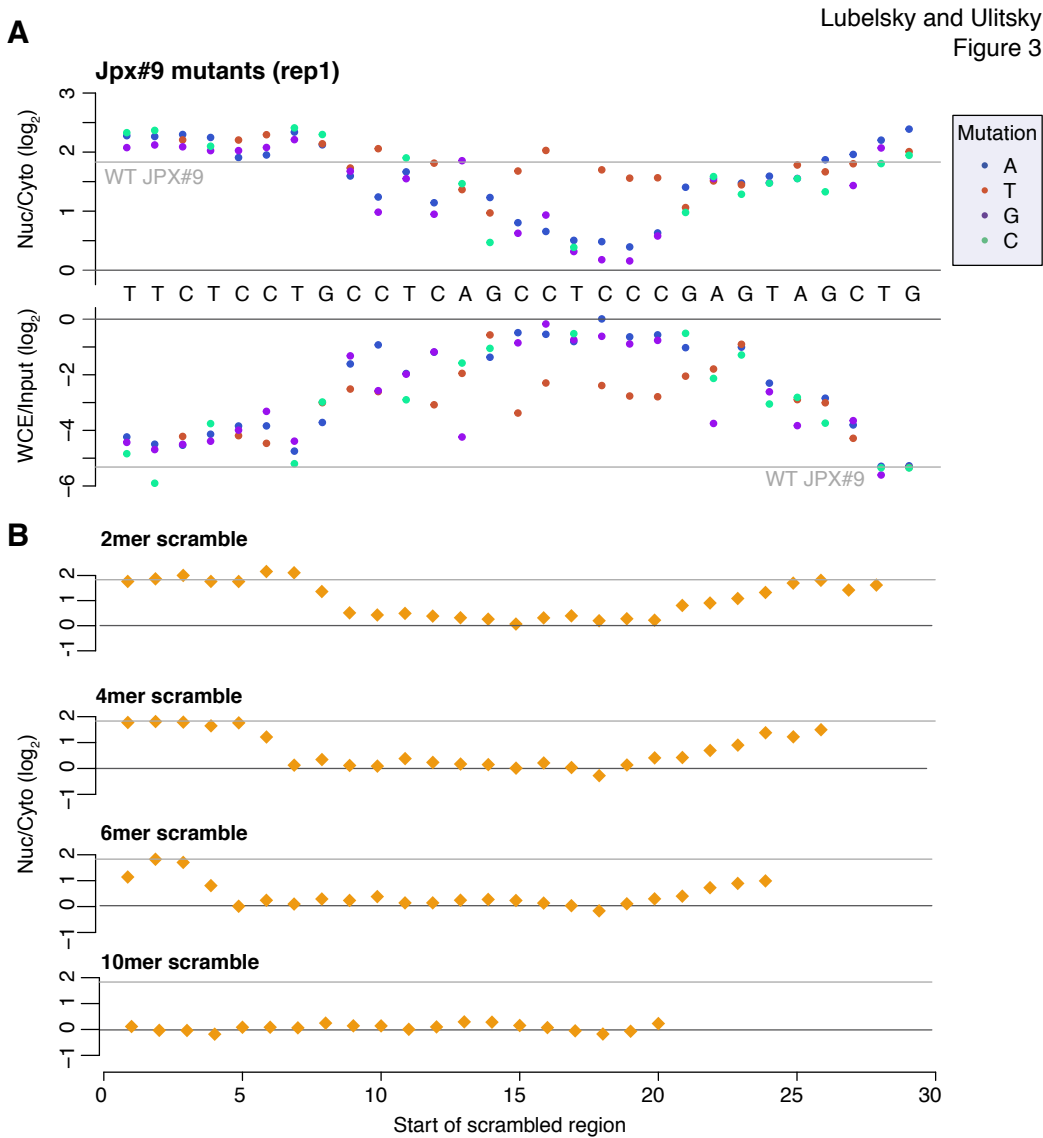 Lubelsky and Ulitsky
Figure 3
A
Jpx#9 mutants (rep1)
Nuc/Cyto (log2)
3
2
1
0
WT JPX#9
Mutation
A
T
G
C
T T C T C C T G C C T C A G C C T C C C G A G T A G C T G
WCE/Input (log2)
0
−2
−4
−6
WT JPX#9
B
Nuc/Cyto (log2)
2mer scramble
2
1
0
-1
4mer scramble
2
1
0
−1
6mer scramble
2
1
0
−1
10mer scramble
2
1
0
−1
0 5 10 15 20 25 30
Start of scrambled region